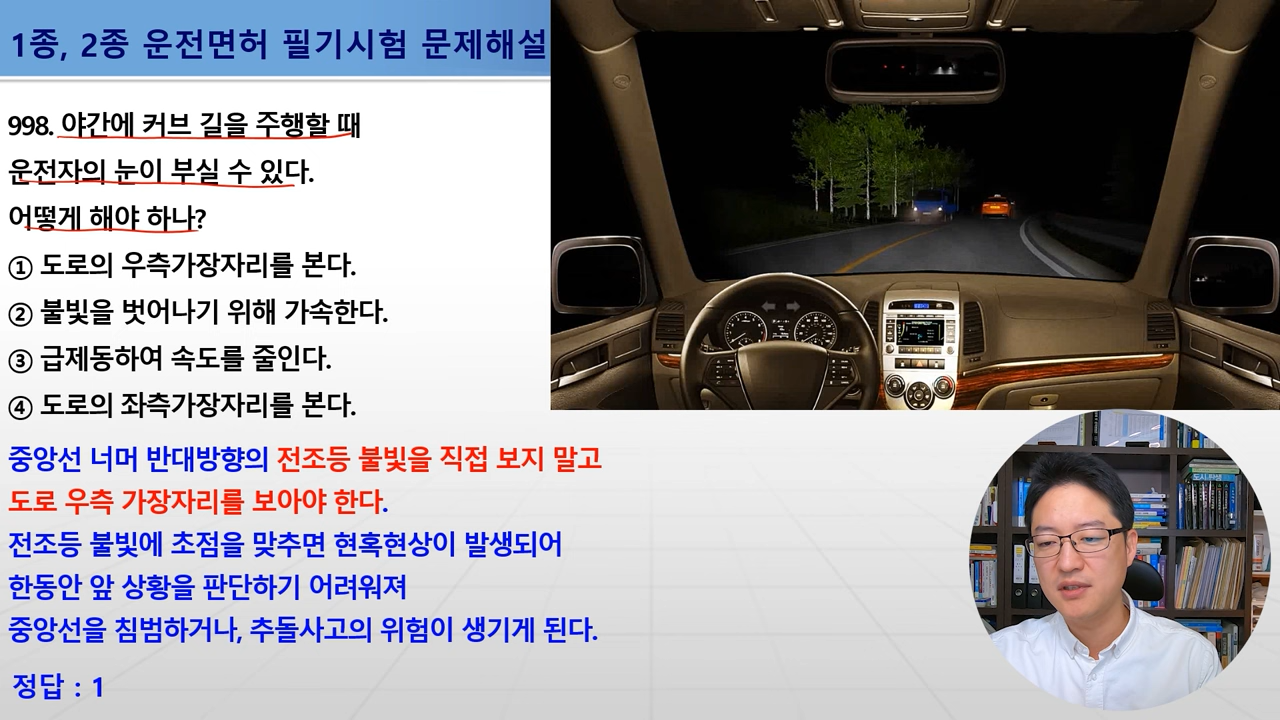 1종, 2종 운전면허 필기시험 문제해설
998. 야간에 커브 길을 주행할 때
운전자의 눈이 부실 수 있다.
어떻게 해야 하나?
① 도로의 우측가장자리를 본다.
② 불빛을 벗어나기 위해 가속한다.
③ 급제동하여 속도를 줄인다.
④ 도로의 좌측가장자리를 본다.
중앙선 너머 반대방향의 전조등 불빛을 직접 보지 말고
도로 우측 가장자리를 보아야 한다.
전조등 불빛에 초점을 맞추면 현혹현상이 발생되어
한동안 앞 상황을 판단하기 어려워져
중앙선을 침범하거나, 추돌사고의 위험이 생기게 된다.
정답 : 1